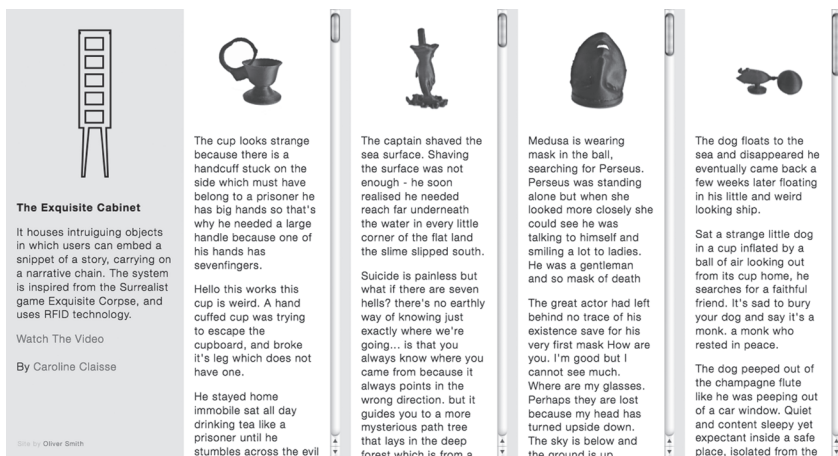 The Exquisite Cabinet
It houses intruiguing objects
in which users can embed a
snippet of a story, carrying on
a narrative chain. The system
is inspired from the Surrealist
game Exquisite Corpse, and
uses RFID technology.
Watch The Video
By Caroline Claisse
Site by Oliver Smith
The cup looks strange
because there is a
handcuff stuck on the
side which must have
belong to a prisoner he
has big hands so that's
why he needed a large
handle because one of
his hands has
sevenfingers.
Hello this works this
cup is weird. A hand
cuffed cup was trying
to escape the
cupboard, and broke
it's leg which does not
have one.
He stayed home
immobile sat all day
drinking tea like a
prisoner until he
stumbles across the evil
The captain shaved the
sea surface. Shaving
the surface was not
enough - he soon
realised he needed
reach far underneath
the water in every little
corner of the flat land
the slime slipped south.
Suicide is painless but
what if there are seven
hells? there's no earthly
way of knowing just
exactly where we're
going... is that you
always know where you
came from because it
always points in the
wrong direction. but it
guides you to a more
mysterious path tree
that lays in the deep
forest which is from a
Medusa is wearing
mask in the ball,
searching for Perseus.
Perseus was standing
alone but when she
looked more closely she
could see he was
talking to himself and
smiling a lot to ladies.
He was a gentleman
and so mask of death
The great actor had left
behind no trace of his
existence save for his
very first mask How are
you. I'm good but I
cannot see much.
Where are my glasses.
Perhaps they are lost
because my head has
turned upside down.
The sky is below and
the ground is up
The dog floats to the
sea and disappeared he
eventually came back a
few weeks later floating
in his little and weird
looking ship.
Sat a strange little dog
in a cup inflated by a
ball of air looking out
from its cup home, he
searches for a faithful
friend. It's sad to bury
your dog and say it's a
monk. a monk who
rested in peace.
The dog peeped out of
the champagne flute
like he was peeping out
of a car window. Quiet
and content sleepy yet
expectant inside a safe
place, isolated from the